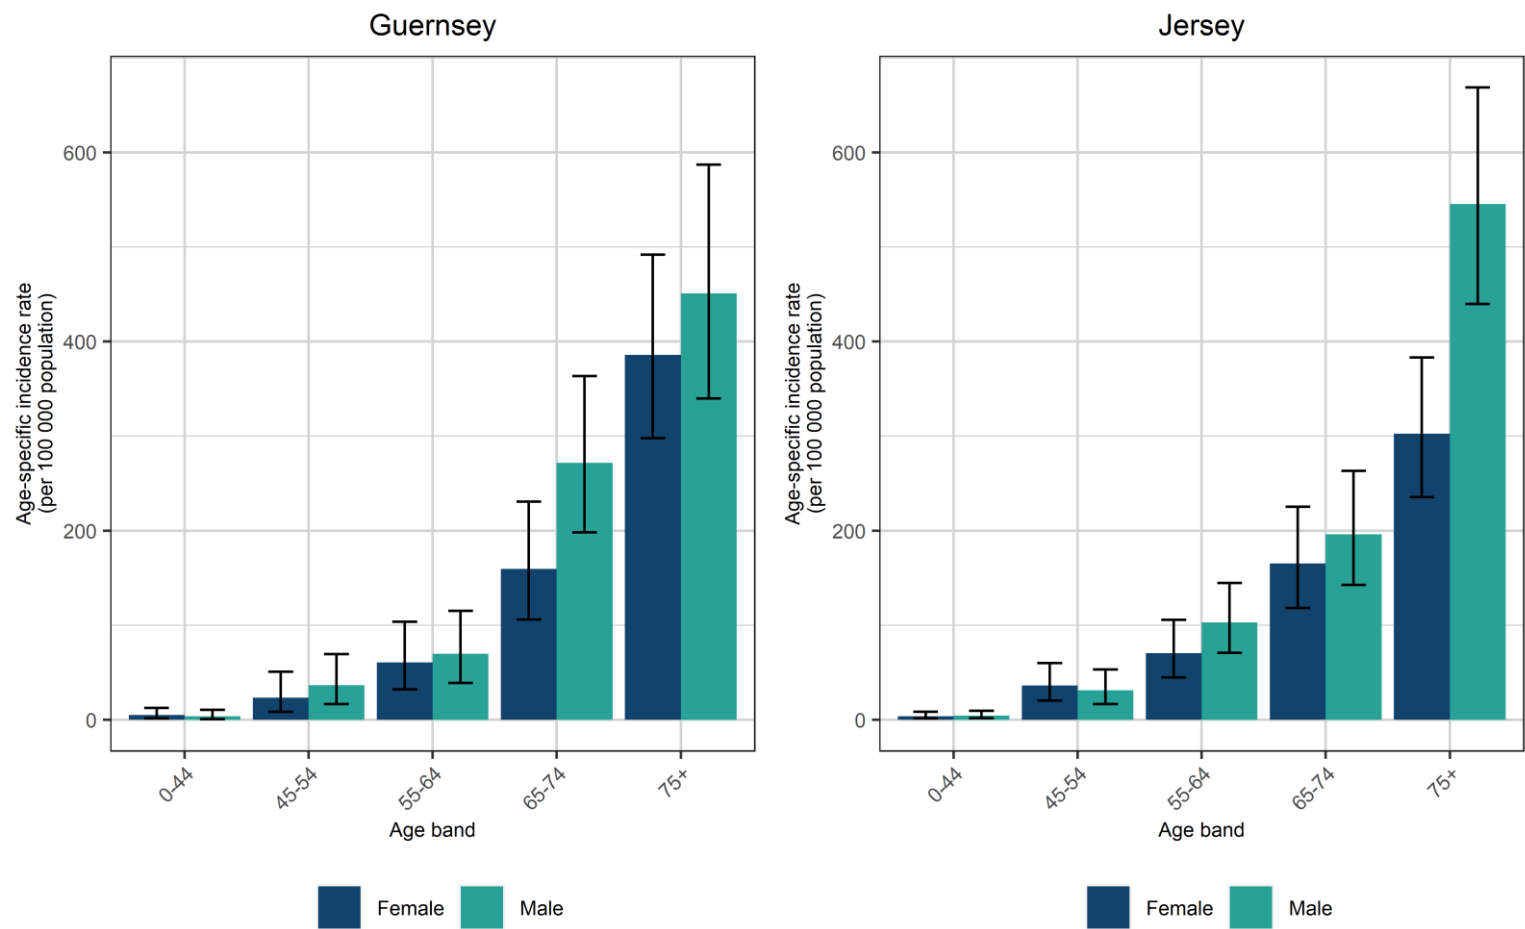 Guernsey
Age-specific incidence rate
(per 100 000 population)
600
400
200
0
0-44
45-54
55-64
65-74
75+
Age band
Female
Male
Jersey
Age-specific incidence rate
(per 100 000 population)
600
400
200
0
0-44
45-54
55-64
65-74
75+
Age band
Female
Male